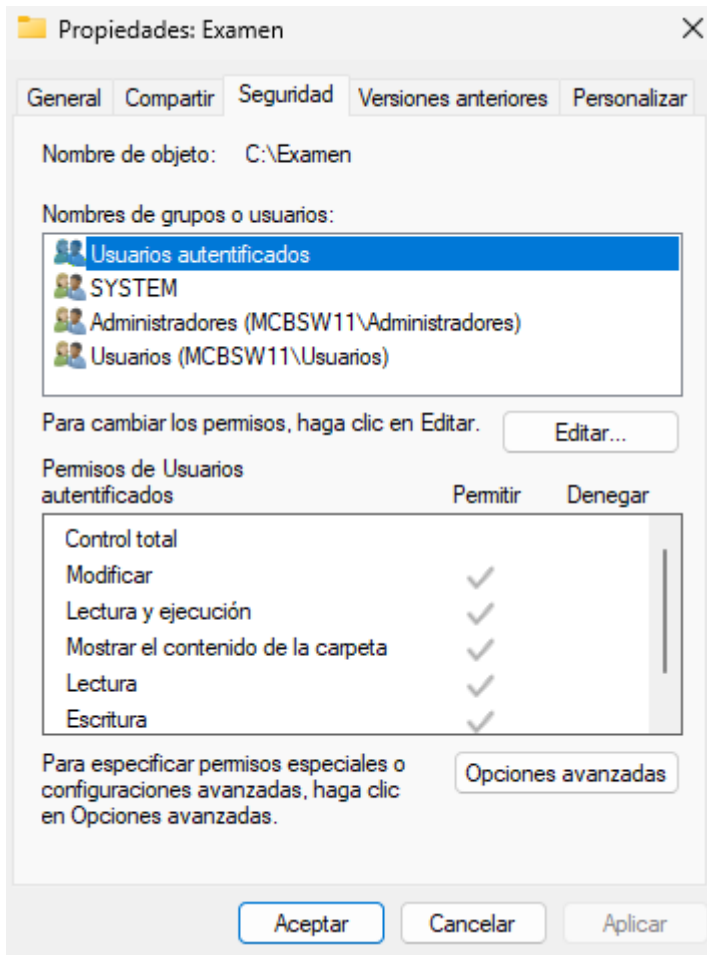 Propiedades: Examen
General Compartir Seguridad Versiones anteriores Personalizar
Nombre de objeto: C:\Examen
Nombres de grupos o usuarios:
Usuarios autentificados
SYSTEM
Administradores (MCBSW11\Administradores)
Usuarios (MCBSW11\Usuarios)
Para cambiar los permisos, haga clic en Editar. Editar...
Permisos de Usuarios
autentificados Permitir Denegar
Control total
Modificar
Lectura y ejecución
Mostrar el contenido de la carpeta
Lectura
Escritura
Para especificar permisos especiales o
configuraciones avanzadas, haga clic
en Opciones avanzadas.
Opciones avanzadas
Aceptar Cancelar Aplicar